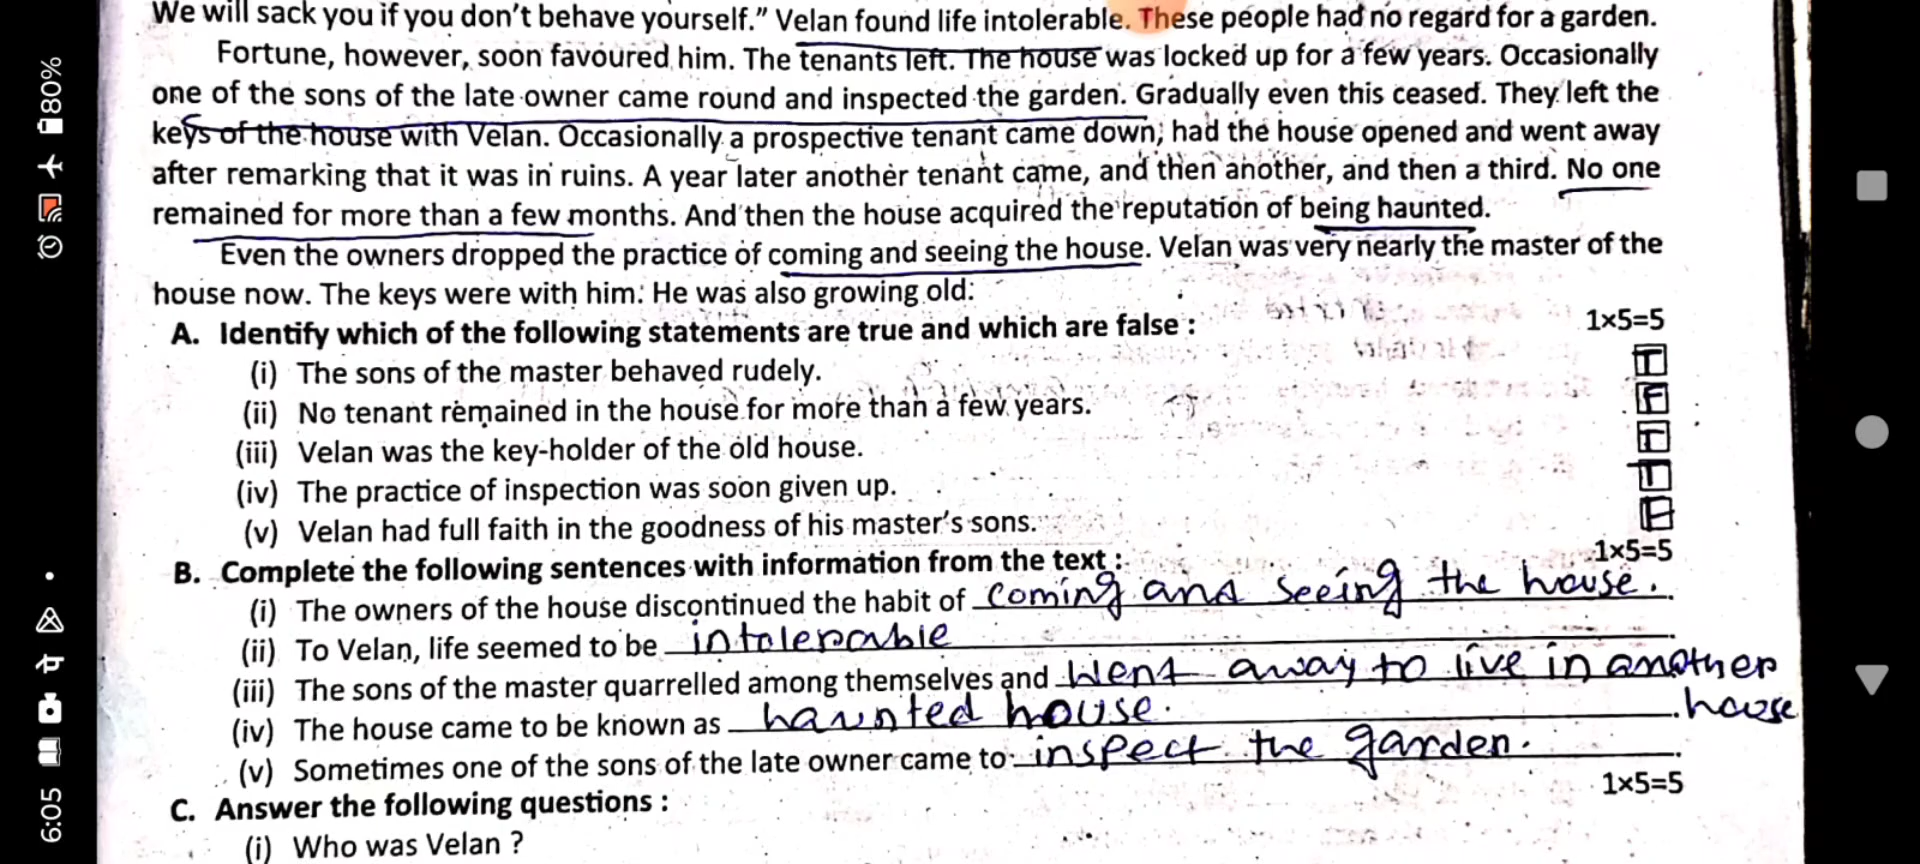 We will sack you if you don't behave yourself." Velan found life intolerable. These people had no regard for a garden.
Fortune, however, soon favoured him. The tenants left. The house was locked up for a few years. Occasionally
one of the sons of the late owner came round and inspected the garden. Gradually even this ceased. They left the
keys of the house with Velan. Occasionally a prospective tenant came down, had the house opened and went away
after remarking that it was in ruins. A year later another tenant came, and then another, and then a third. No one
remained for more than a few months. And then the house acquired the reputation of being haunted.
Even the owners dropped the practice of coming and seeing the house. Velan was very nearly the master of the
house now. The keys were with him. He was also growing old.
A. Identify which of the following statements are true and which are false : 1×5=5
(i) The sons of the master behaved rudely. T
(ii) No tenant remained in the house for more than a few years. F
(iii) Velan was the key-holder of the old house. T
(iv) The practice of inspection was soon given up. T
(v) Velan had full faith in the goodness of his master's sons. F
B. Complete the following sentences with information from the text : 1×5=5
(i) The owners of the house discontinued the habit of coming and seeing the house.
(ii) To Velan, life seemed to be intolerable
(iii) The sons of the master quarrelled among themselves and went away to live in another
house
(iv) The house came to be known as haunted house.
(v) Sometimes one of the sons of the late owner came to inspect the garden.
C. Answer the following questions : 1×5=5
(i) Who was Velan ?
80%
6:05